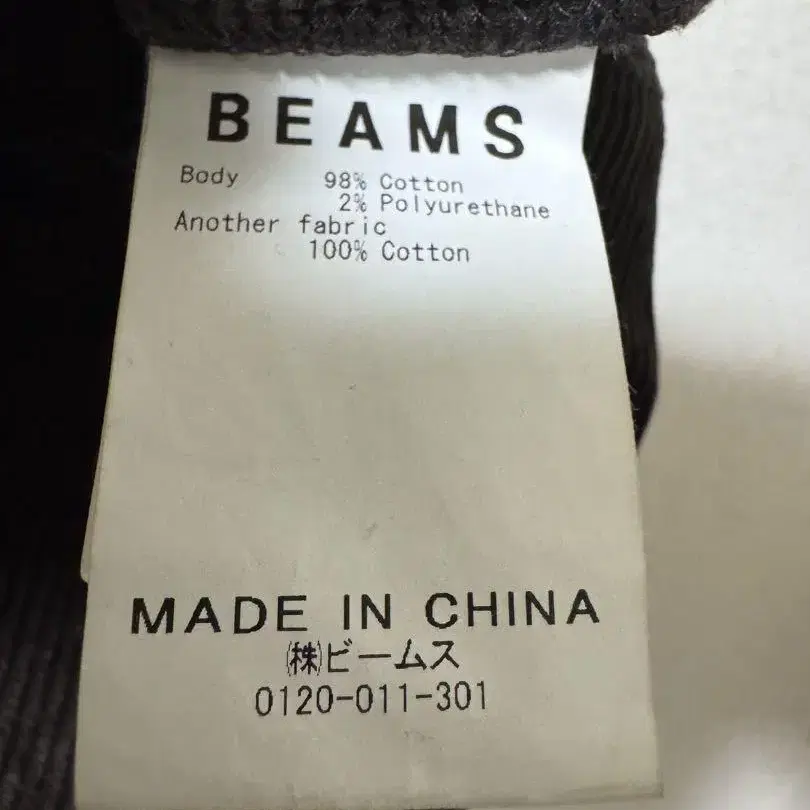 BEAMS
Body 98% Cotton
2% Polyurethane
Another fabric
100% Cotton
MADE IN CHINA
㈱ビームス
0120-011-301